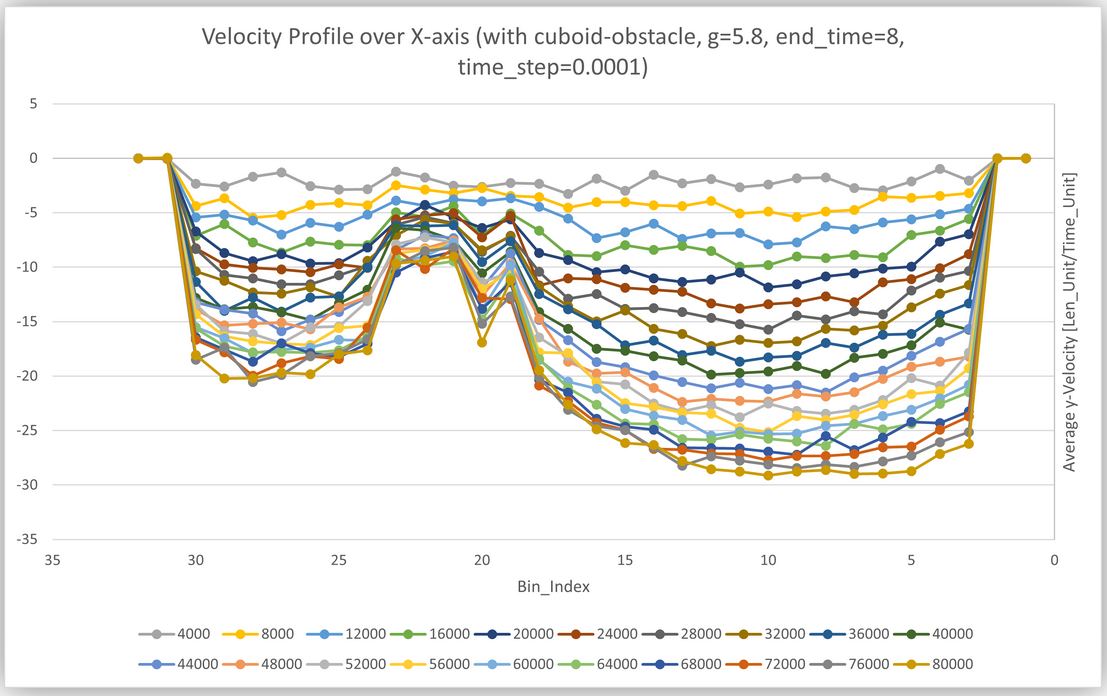 Velocity Profile over X-axis (with cuboid-obstacle, g=5.8, end_time=8,
time_step=0.0001)
5
0
-5
-10
-15
-20
-25
-30
-35
35 30 25 20 15 10 5 0
Bin_Index
Average y-Velocity [Len_Unit/Time_Unit]
4000 8000 12000 16000 20000 24000 28000 32000 36000 40000
44000 48000 52000 56000 60000 64000 68000 72000 76000 80000